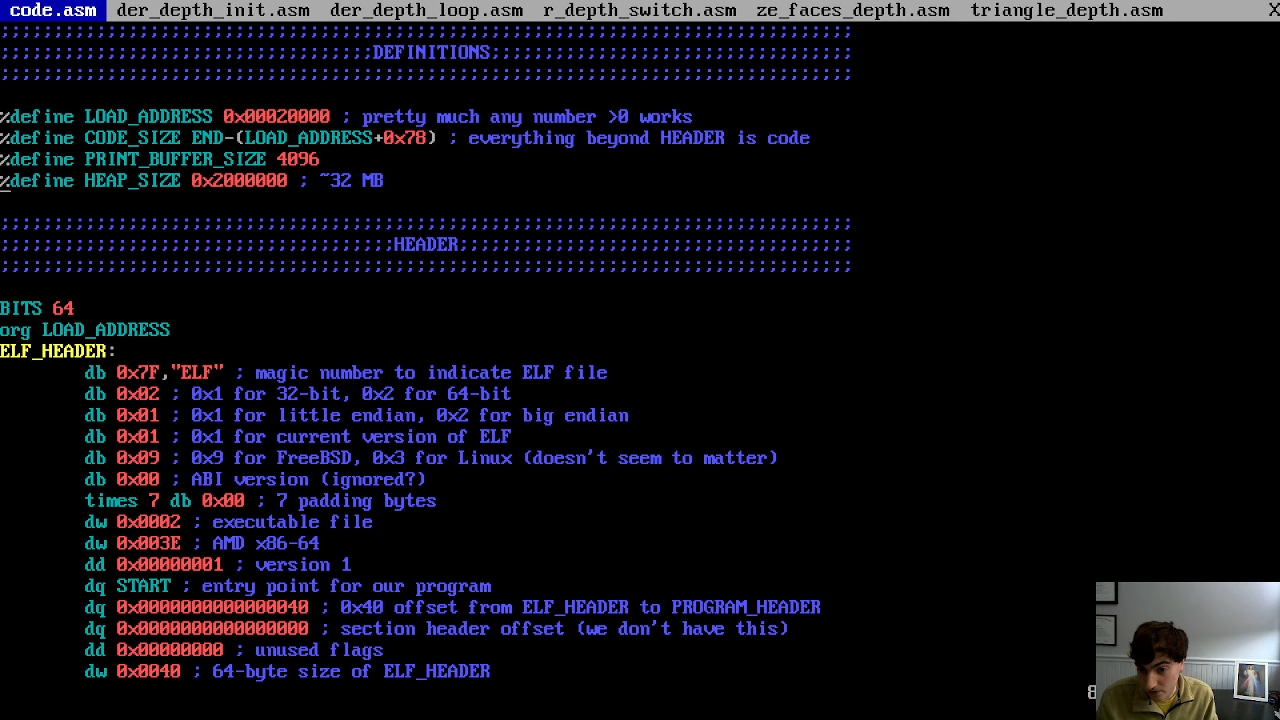 code.asm der_depth_init.asm der_depth_loop.asm r_depth_switch.asm ze_faces_depth.asm triangle_depth.asm X
;;;;;;;;;;;;;;;;;;;;;;;;;;;;;;;;;;;;;;;;;;;;;;;;;;;;;;;;;;;;;;;;;;;;;;;;;;;;;;;;
;;;;;;;;;;;;;;;;;;;;;;;;;;;;;;;;;;;DEFINITIONS;;;;;;;;;;;;;;;;;;;;;;;;;;;;;;;;;;
;;;;;;;;;;;;;;;;;;;;;;;;;;;;;;;;;;;;;;;;;;;;;;;;;;;;;;;;;;;;;;;;;;;;;;;;;;;;;;;;
%define LOAD_ADDRESS 0x00020000 ; pretty much any number >0 works
%define CODE_SIZE END-(LOAD_ADDRESS+0x78) ; everything beyond HEADER is code
%define PRINT_BUFFER_SIZE 4096
%define HEAP_SIZE 0x2000000 ; ~32 MB
;;;;;;;;;;;;;;;;;;;;;;;;;;;;;;;;;;;;;;;;;;;;;;;;;;;;;;;;;;;;;;;;;;;;;;;;;;;;;;;;
;;;;;;;;;;;;;;;;;;;;;;;;;;;;;;;;;;;;;HEADER;;;;;;;;;;;;;;;;;;;;;;;;;;;;;;;;;;;;;
;;;;;;;;;;;;;;;;;;;;;;;;;;;;;;;;;;;;;;;;;;;;;;;;;;;;;;;;;;;;;;;;;;;;;;;;;;;;;;;;
BITS 64
org LOAD_ADDRESS
ELF_HEADER:
db 0x7F,"ELF" ; magic number to indicate ELF file
db 0x02 ; 0x1 for 32-bit, 0x2 for 64-bit
db 0x01 ; 0x1 for little endian, 0x2 for big endian
db 0x01 ; 0x1 for current version of ELF
db 0x09 ; 0x9 for FreeBSD, 0x3 for Linux (doesn't seem to matter)
db 0x00 ; ABI version (ignored?)
times 7 db 0x00 ; 7 padding bytes
dw 0x0002 ; executable file
dw 0x003E ; AMD x86-64
dd 0x00000001 ; version 1
dq START ; entry point for our program
dq 0x0000000000000040 ; 0x40 offset from ELF_HEADER to PROGRAM_HEADER
dq 0x0000000000000000 ; section header offset (we don't have this)
dd 0x00000000 ; unused flags
dw 0x0040 ; 64-byte size of ELF_HEADER